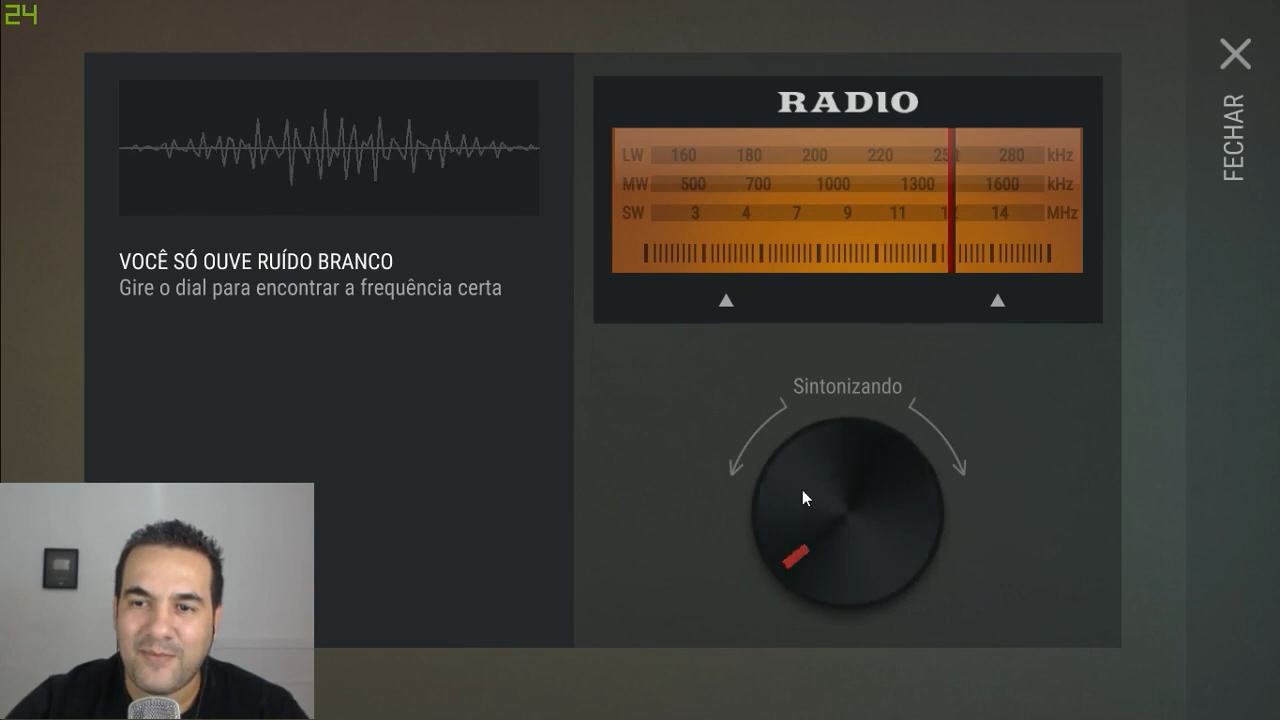 24
RADIO
LW 160 180 200 220 280 kHz
MW 500 700 1000 1300 1600 kHz
SW 3 4 7 9 11 12 14 MHz
VOCÊ SÓ OUVE RUÍDO BRANCO
Gire o dial para encontrar a frequência certa
Sintonizando
FECHAR